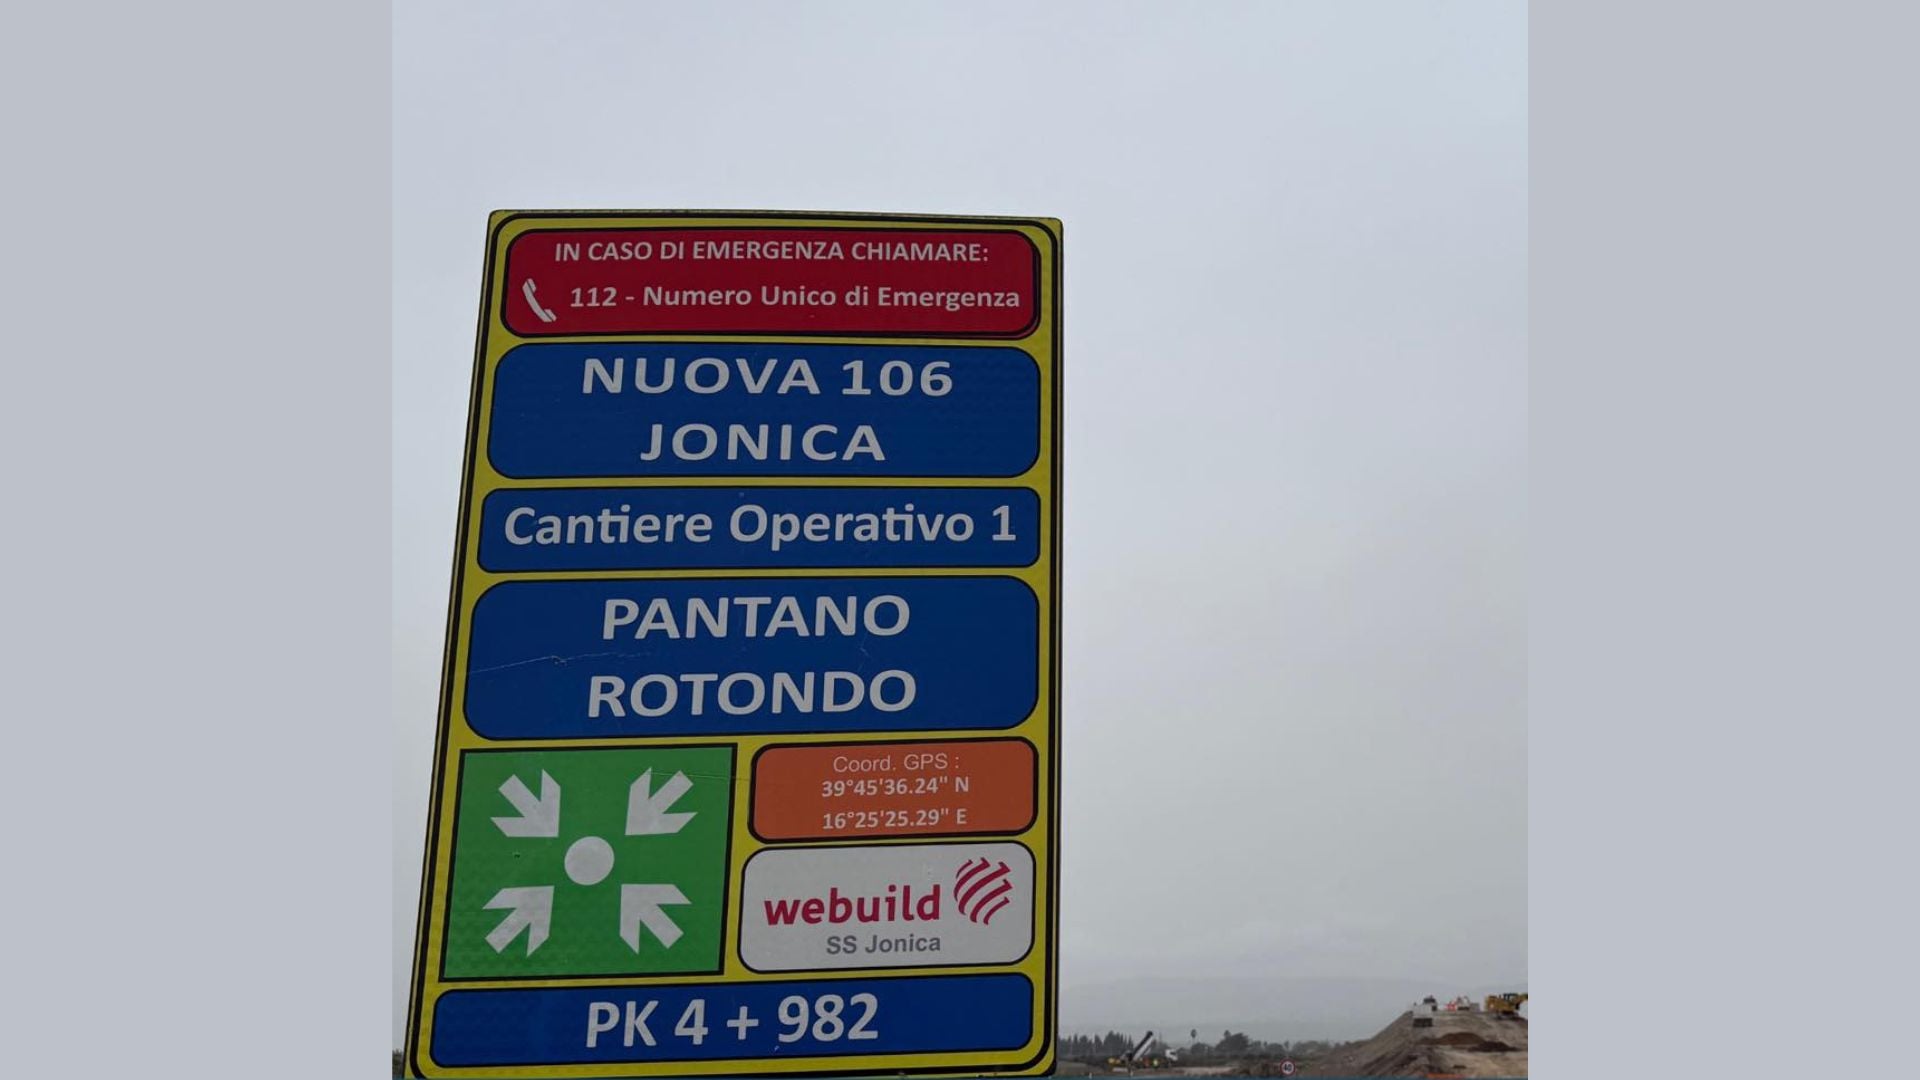 IN CASO DI EMERGENZA CHIAMARE:
112 - Numero Unico di Emergenza
NUOVA 106
JONICA
Cantiere Operativo 1
PANTANO
ROTONDO
Coord. GPS :
39°45'36.24" N
16°25'25.29" E
webuild
SS Jonica
PK 4 + 982
40